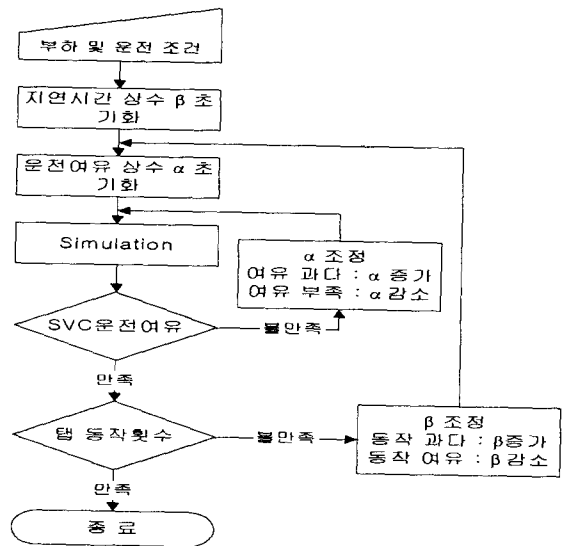 부하 및 운전 조건
지연시간 상수 β 초
기화
운전여유 상수 α 초
기화
Simulation
α 조정
여유 과다 : α 증가
여유 부족 : α 감소
SVC운전여유
불만족
만족
탭 동작횟수
불만족
β 조정
동작 과다 : β증가
동작 여유 : β감소
만족
종료